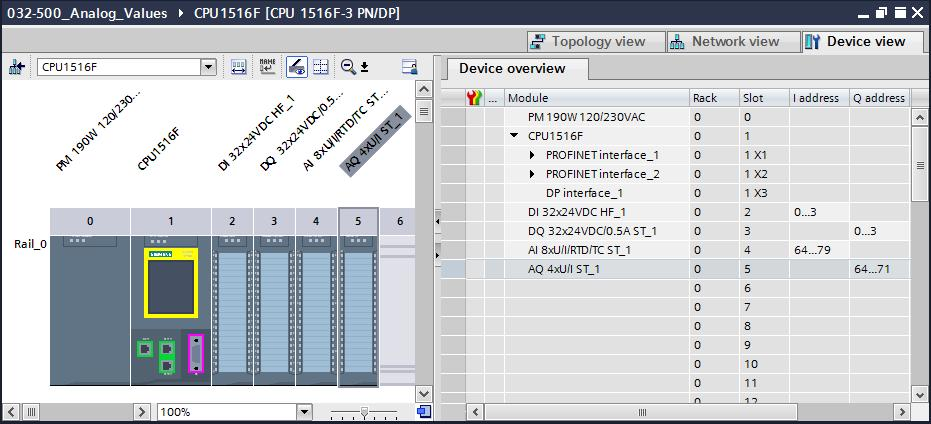 032-500_Analog_Values ▸ CPU1516F [CPU 1516F-3 PN/DP]
Topology view Network view Device view
CPU1516F
PM 190W 120/230...
CPU1516F
DI 32x24VDC HF_1
DQ 32x24VDC/0.5...
AI 8xU/I/RTD/TC ST...
AQ 4xU/I ST_1
0 1 2 3 4 5 6
Rail_0
SIEMENS
100%
Device overview
... Module Rack Slot I address Q address
PM 190W 120/230VAC 0 0
CPU1516F 0 1
PROFINET interface_1 0 1 X1
PROFINET interface_2 0 1 X2
DP interface_1 0 1 X3
DI 32x24VDC HF_1 0 2 0...3
DQ 32x24VDC/0.5A ST_1 0 3 0...3
AI 8xU/I/RTD/TC ST_1 0 4 64...79
AQ 4xU/I ST_1 0 5 64...71
0 6
0 7
0 8
0 9
0 10
0 11
0 12